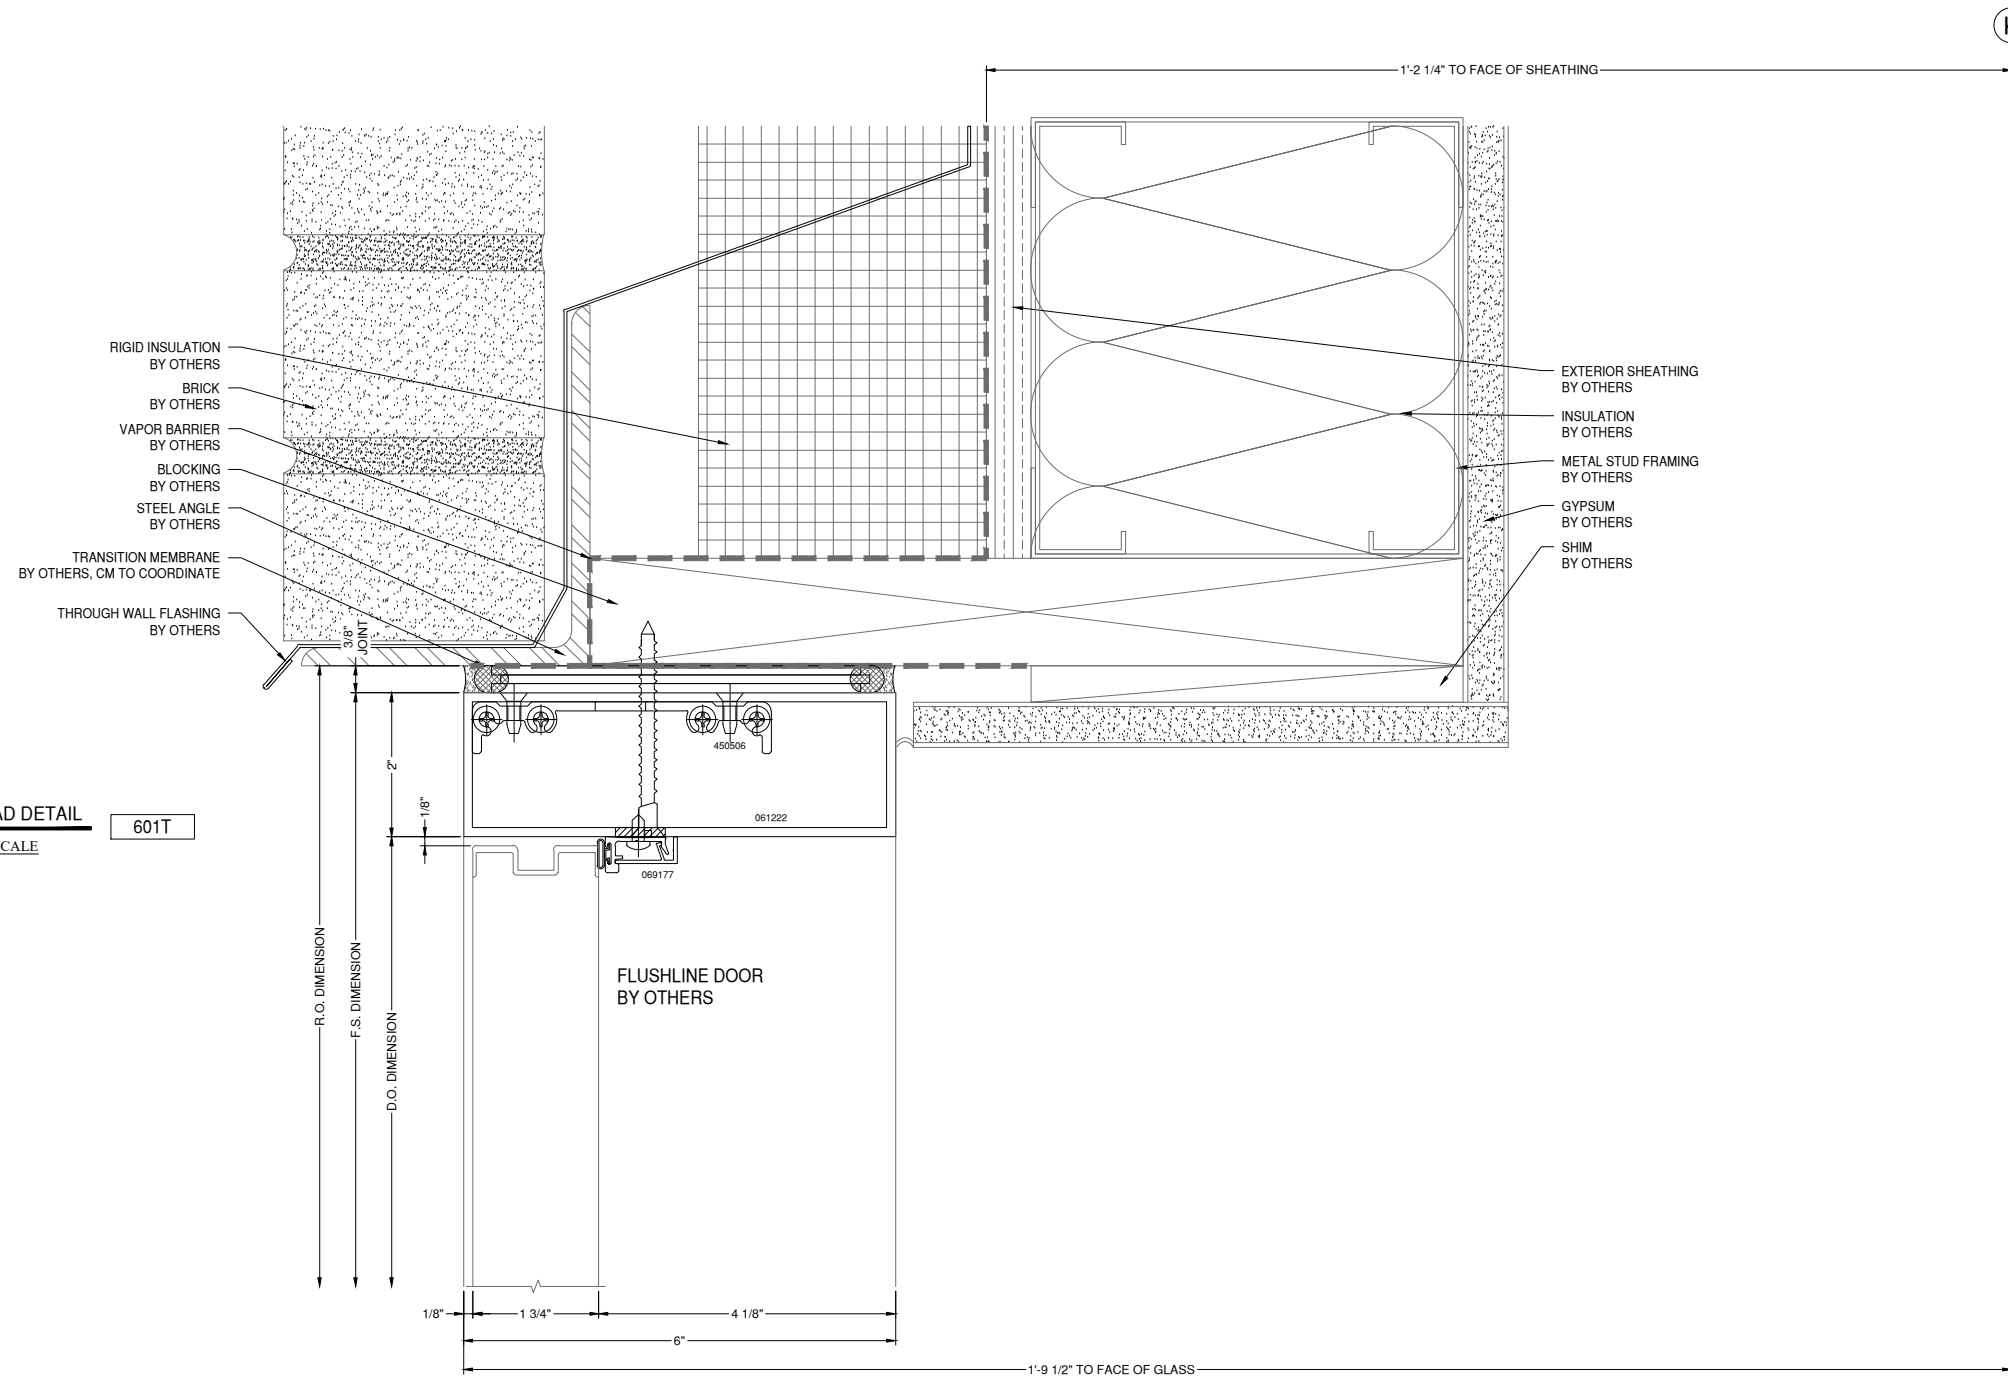 1'-2 1/4" TO FACE OF SHEATHING
RIGID INSULATION
BY OTHERS
BRICK
BY OTHERS
VAPOR BARRIER
BY OTHERS
BLOCKING
BY OTHERS
STEEL ANGLE
BY OTHERS
TRANSITION MEMBRANE
BY OTHERS, CM TO COORDINATE
THROUGH WALL FLASHING
BY OTHERS
EXTERIOR SHEATHING
BY OTHERS
INSULATION
BY OTHERS
METAL STUD FRAMING
BY OTHERS
GYPSUM
BY OTHERS
SHIM
BY OTHERS
3/8"
JOINT
2"
1/8"
450506
061222
069177
AD DETAIL
601T
CALE
R.O. DIMENSION
F.S. DIMENSION
D.O. DIMENSION
FLUSHLINE DOOR
BY OTHERS
1/8"
1 3/4"
4 1/8"
6"
1'-9 1/2" TO FACE OF GLASS